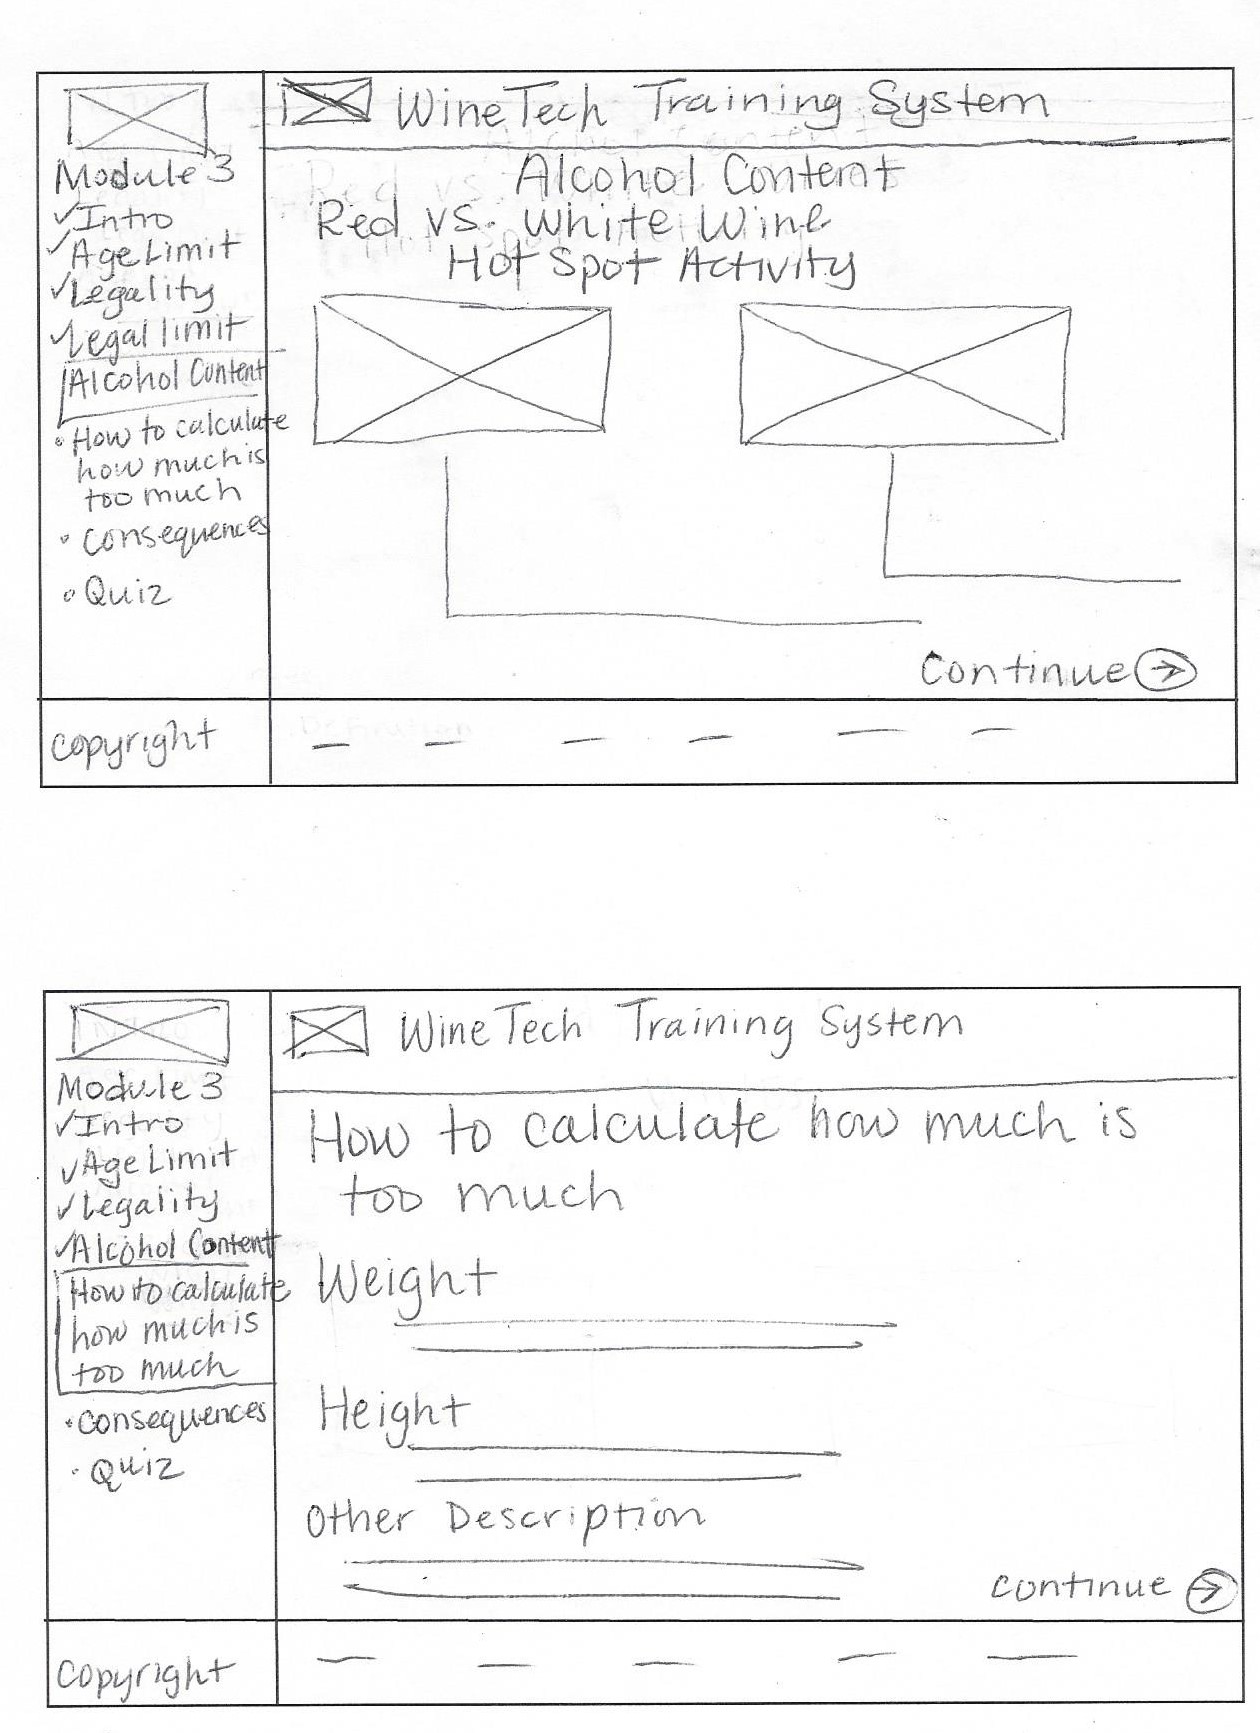 WineTech Training System
Module 3
✓Intro
✓Age Limit
✓Legality
✓Legal limit
Alcohol Content
• How to calculate
how much is
too much
• Consequences
• Quiz
Alcohol Content
Red vs. White Wine
Hot Spot Activity
Continue →
Copyright
WineTech Training System
Module 3
✓Intro
✓Age Limit
✓Legality
✓Alcohol Content
How to calculate
how much is
too much
• Consequences
• Quiz
How to calculate how much is
too much
Weight
Height
Other Description
continue →
Copyright